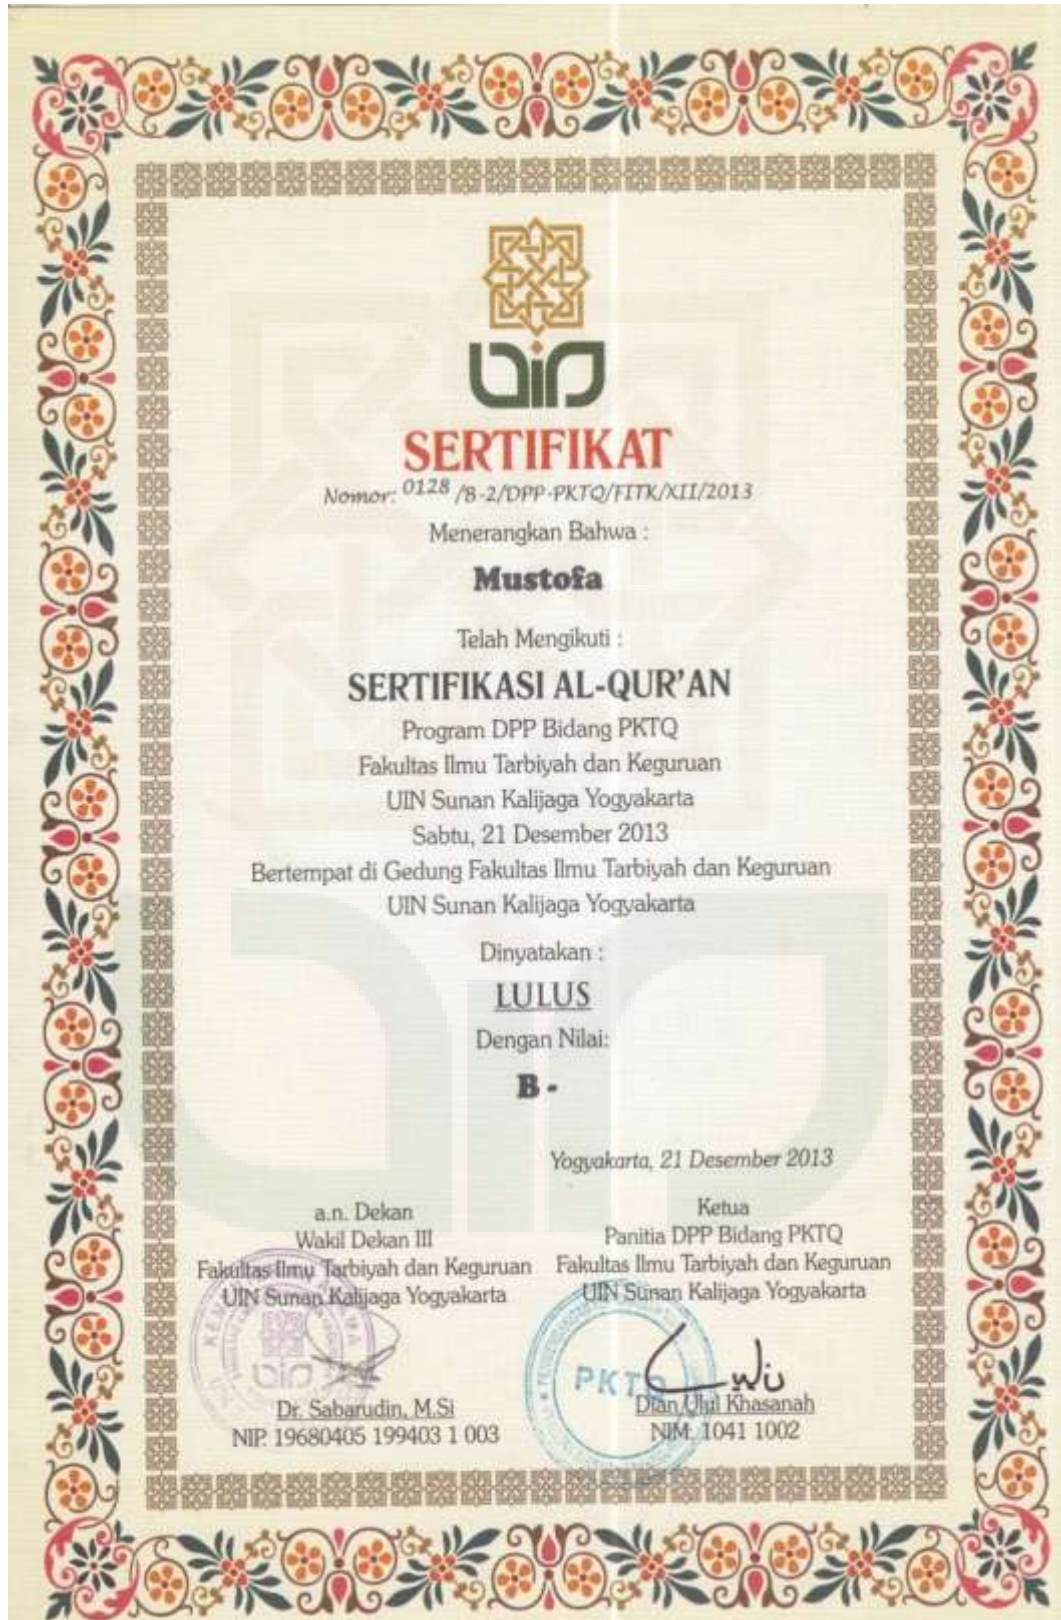 uin
SERTIFIKAT
Nomor: 0128 /B-2/DPP-PKTQ/FITK/XII/2013
Menerangkan Bahwa :
Mustofa
Telah Mengikuti :
SERTIFIKASI AL-QUR'AN
Program DPP Bidang PKTQ
Fakultas Ilmu Tarbiyah dan Keguruan
UIN Sunan Kalijaga Yogyakarta
Sabtu, 21 Desember 2013
Bertempat di Gedung Fakultas Ilmu Tarbiyah dan Keguruan
UIN Sunan Kalijaga Yogyakarta
Dinyatakan :
LULUS
Dengan Nilai:
B -
Yogyakarta, 21 Desember 2013
a.n. Dekan
Wakil Dekan III
Fakultas Ilmu Tarbiyah dan Keguruan
UIN Sunan Kalijaga Yogyakarta
Dr. Sabarudin, M.Si
NIP. 19680405 199403 1 003
Ketua
Panitia DPP Bidang PKTQ
Fakultas Ilmu Tarbiyah dan Keguruan
UIN Sunan Kalijaga Yogyakarta
PKTQ
Dian Ulul Khasanah
NIM. 1041 1002